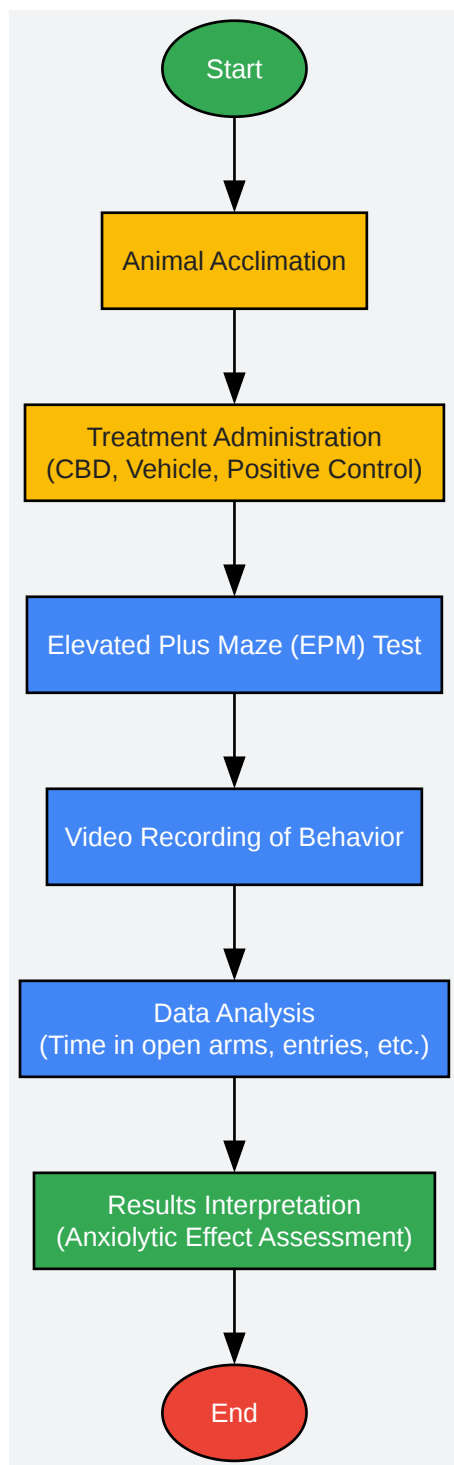 Start
Animal Acclimation
Treatment Administration
(CBD, Vehicle, Positive Control)
Elevated Plus Maze (EPM) Test
Video Recording of Behavior
Data Analysis
(Time in open arms, entries, etc.)
Results Interpretation
(Anxiolytic Effect Assessment)
End